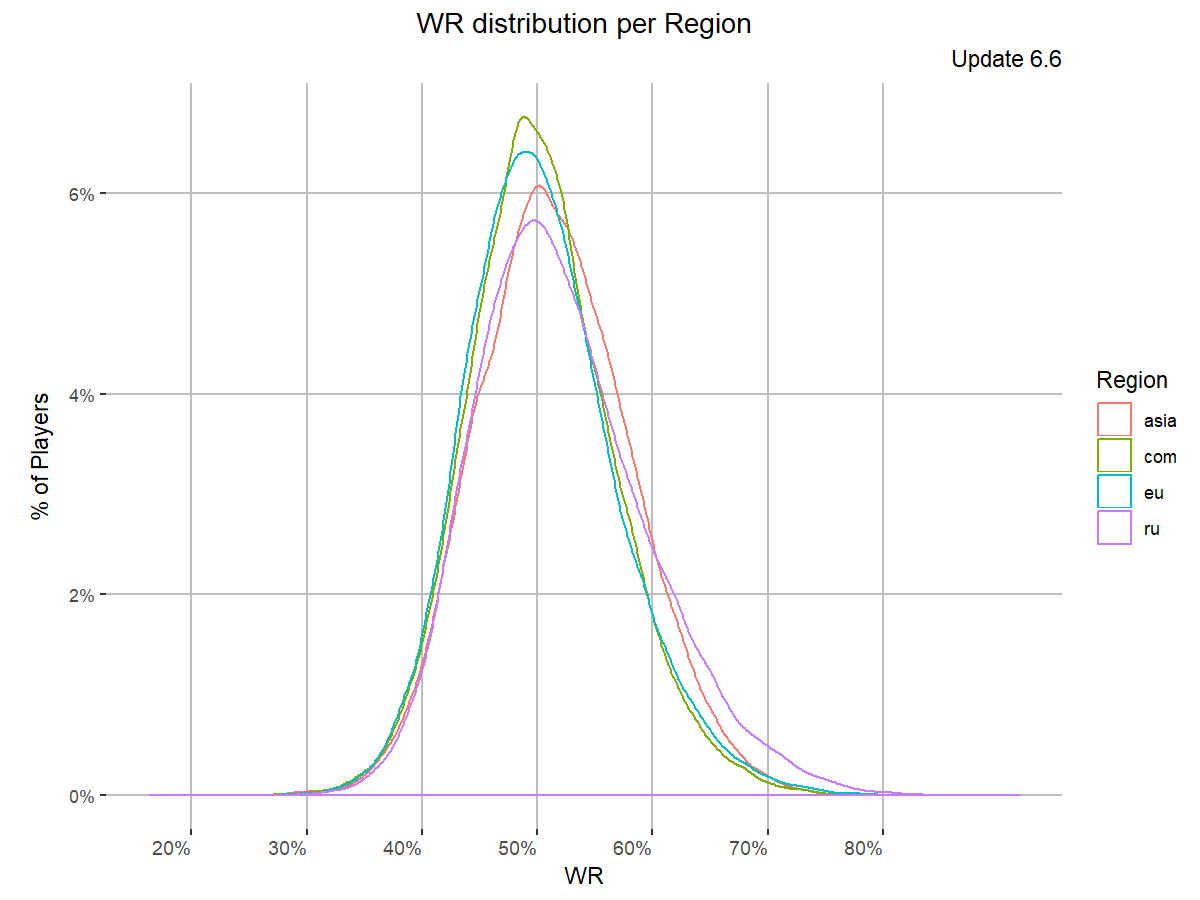 WR distribution per Region
Update 6.6
6%
4%
2%
0%
% of Players
20% 30% 40% 50% 60% 70% 80%
WR
Region
asia
com
eu
ru